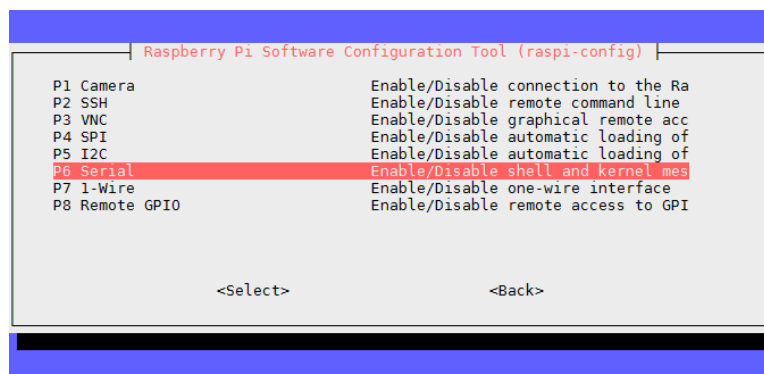 Raspberry Pi Software Configuration Tool (raspi-config)
P1 Camera Enable/Disable connection to the Ra
P2 SSH Enable/Disable remote command line
P3 VNC Enable/Disable graphical remote acc
P4 SPI Enable/Disable automatic loading of
P5 I2C Enable/Disable automatic loading of
P6 Serial Enable/Disable shell and kernel mes
P7 1-Wire Enable/Disable one-wire interface
P8 Remote GPIO Enable/Disable remote access to GPI
<Select> <Back>